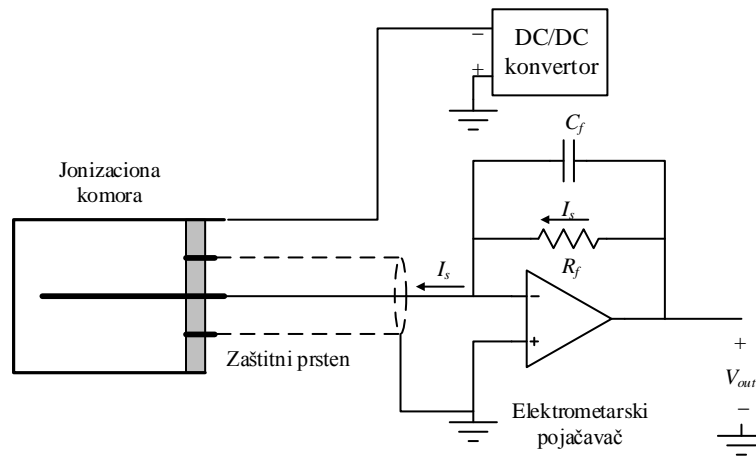 −
DC/DC
konvertor
+
C_f
Jonizaciona
komora
I_s
I_s
R_f
−
+
Zaštitni prsten
+
V_out
−
Elektrometarski
pojačavač